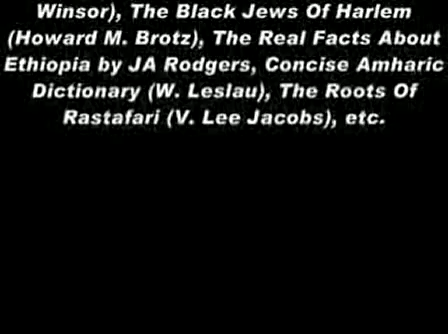 Winsor), The Black Jews Of Harlem
(Howard M. Brotz), The Real Facts About
Ethiopia by JA Rodgers, Concise Amharic
Dictionary (W. Leslau), The Roots Of
Rastafari (V. Lee Jacobs), etc.